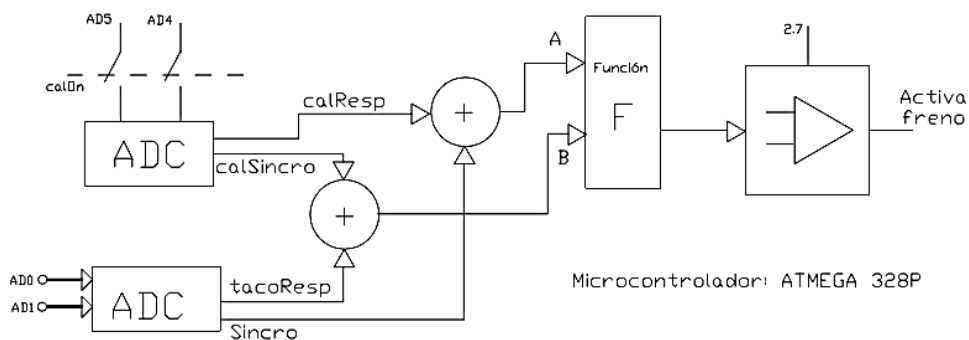 AD5 AD4
calOn
ADC
calResp
calSincro
+
+
A
B
Función
F
2.7
Activa
freno
AD0
AD1
ADC
tacoResp
Sincro
Microcontrolador: ATMEGA 328P